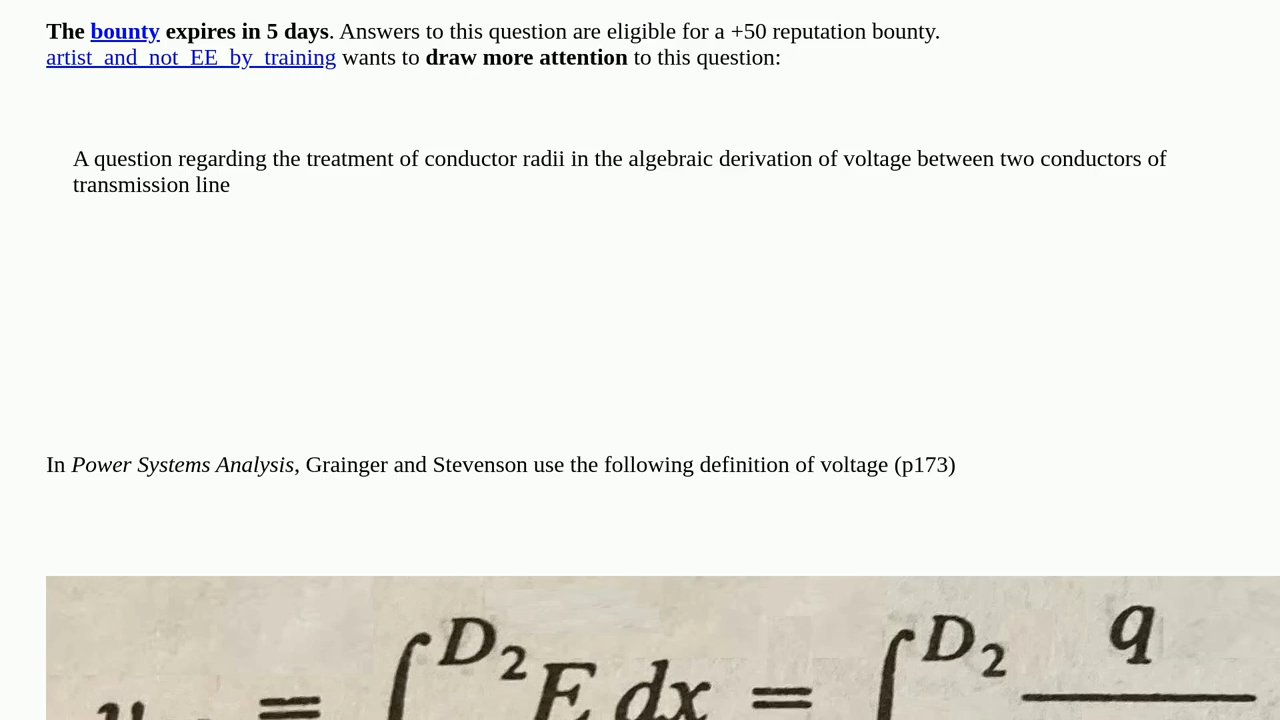 The bounty expires in 5 days. Answers to this question are eligible for a +50 reputation bounty.
artist_and_not_EE_by_training wants to draw more attention to this question:
A question regarding the treatment of conductor radii in the algebraic derivation of voltage between two conductors of
transmission line
In Power Systems Analysis, Grainger and Stevenson use the following definition of voltage (p173)
= ∫ D₂ E dx = ∫ D₂ q